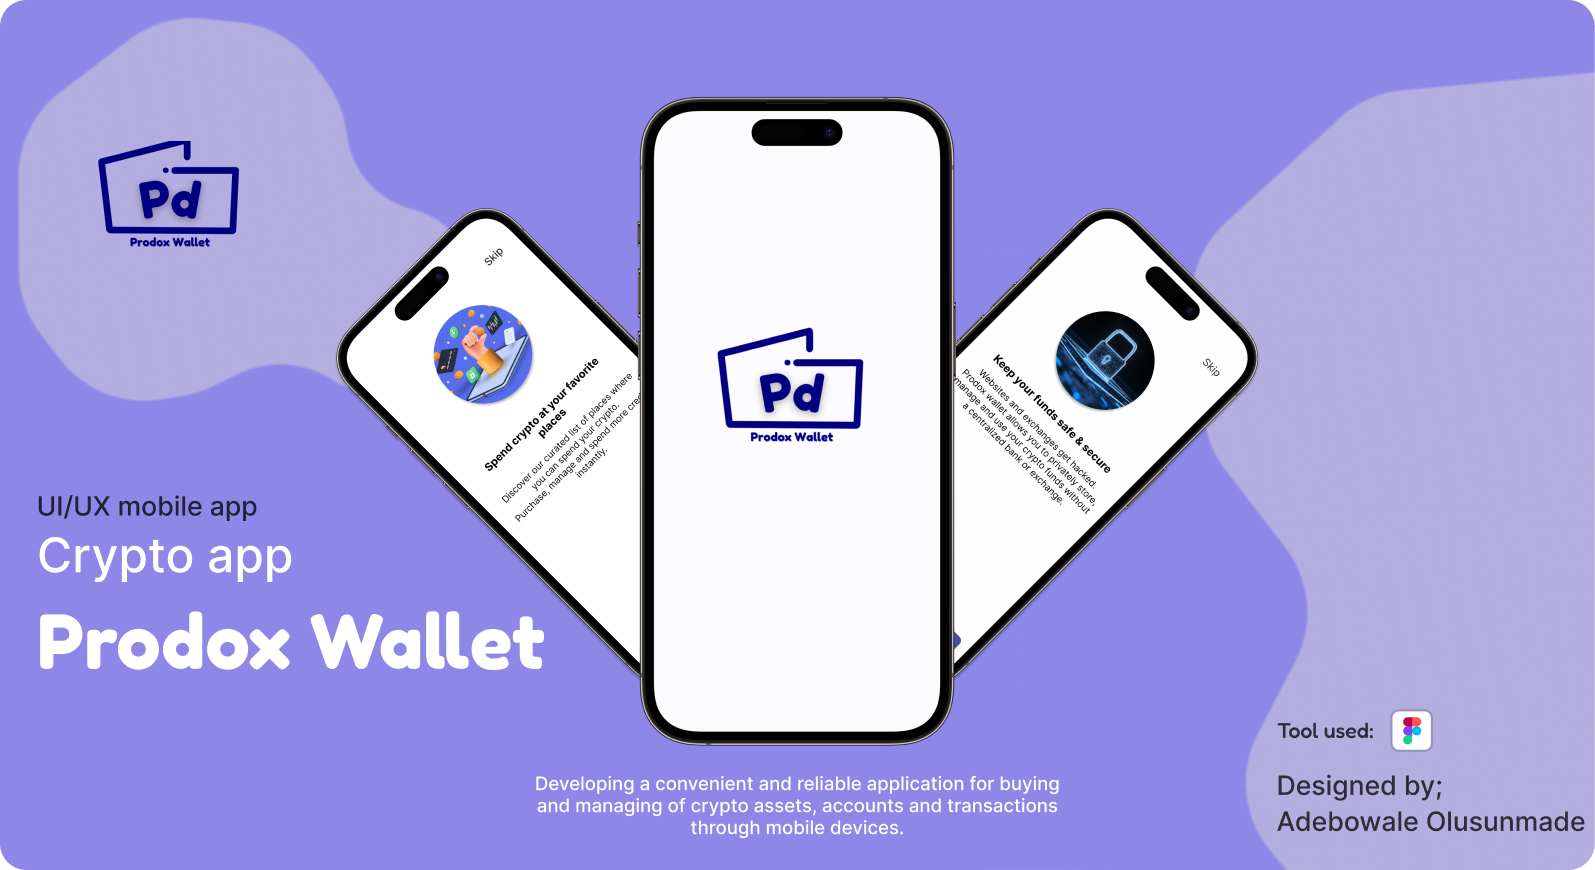 Pd
Prodox Wallet
UI/UX mobile app
Crypto app
Prodox Wallet
Skip
Spend crypto at your favorite
places
Discover our curated list of places where
you can spend your crypto.
Purchase, manage and spend more
instantly.
Pd
Prodox Wallet
Skip
Keep your funds safe & secure
Websites and exchanges get hacked.
Prodox wallet allows you to privately store,
manage and use your crypto funds without
a centralized bank or exchange.
Developing a convenient and reliable application for buying
and managing of crypto assets, accounts and transactions
through mobile devices.
Tool used:
Designed by;
Adebowale Olusunmade